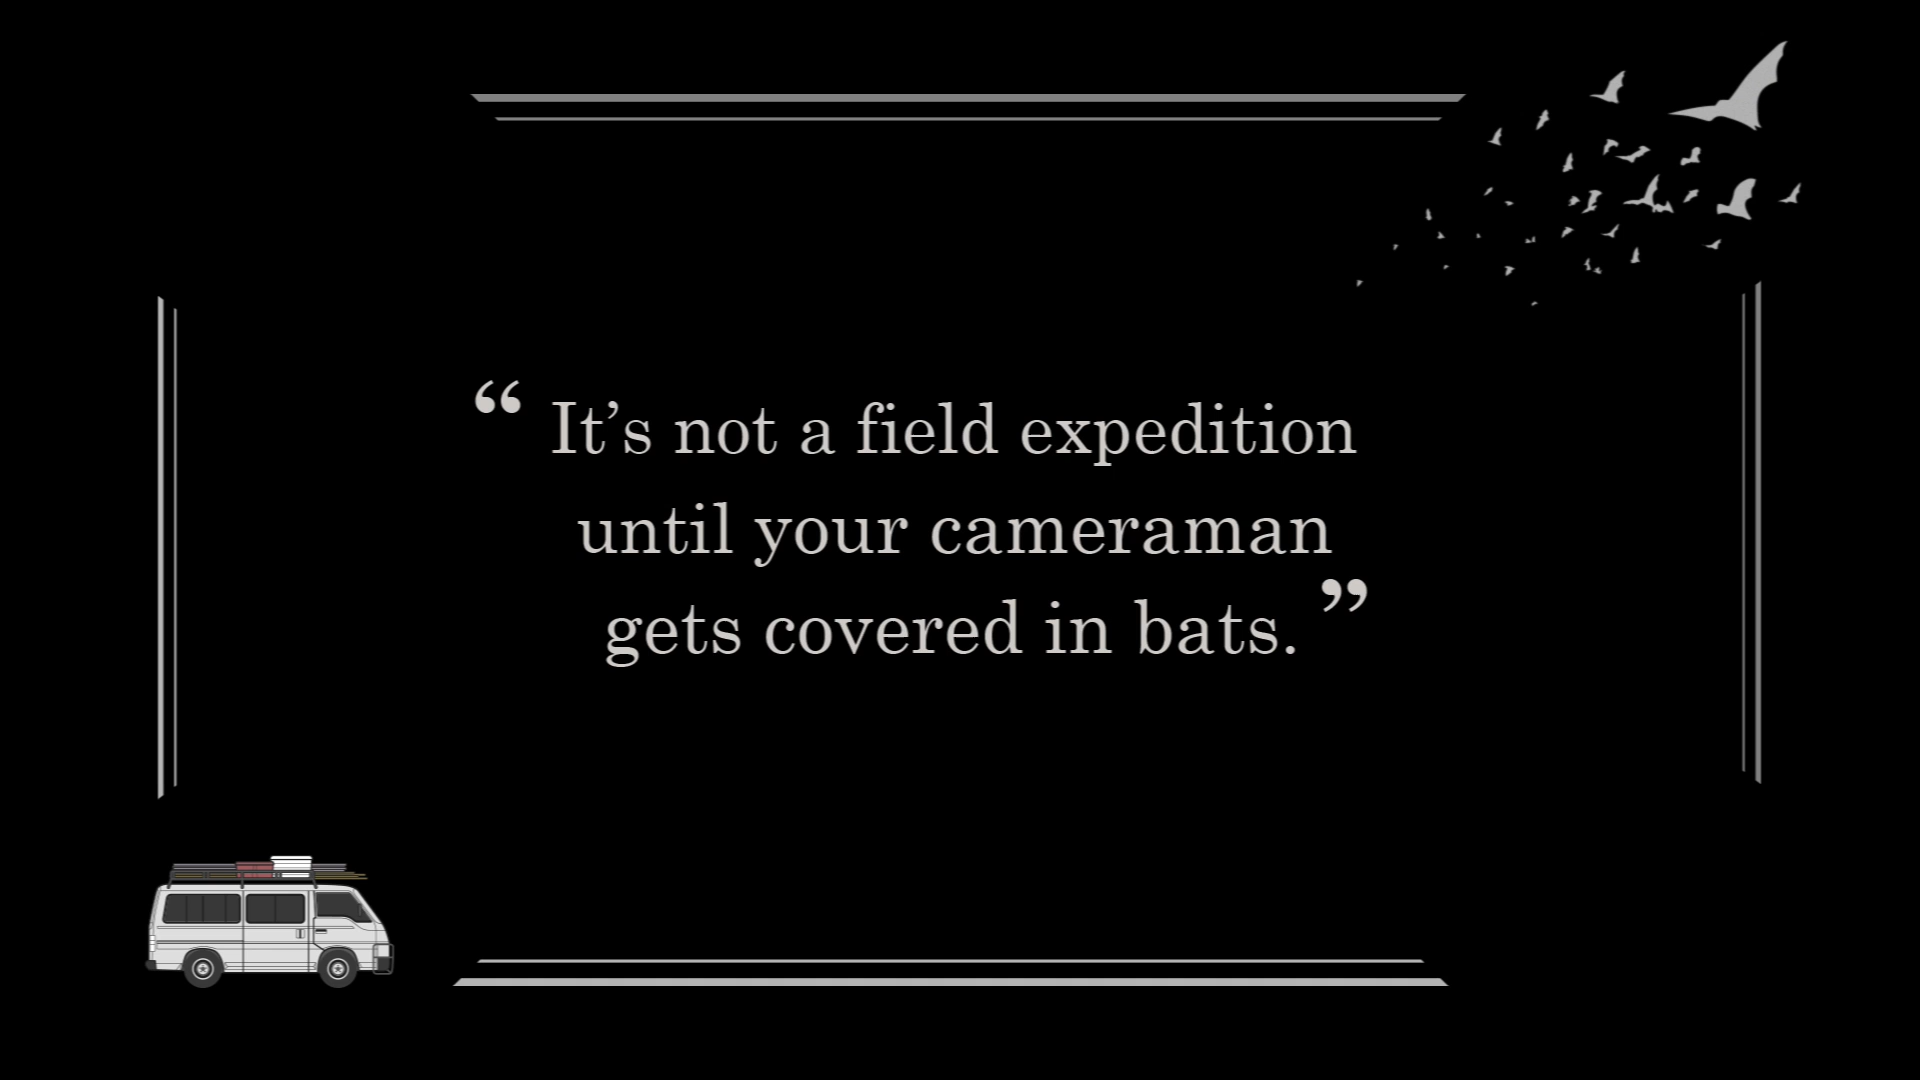 “ It’s not a field expedition
until your cameraman
gets covered in bats. ”